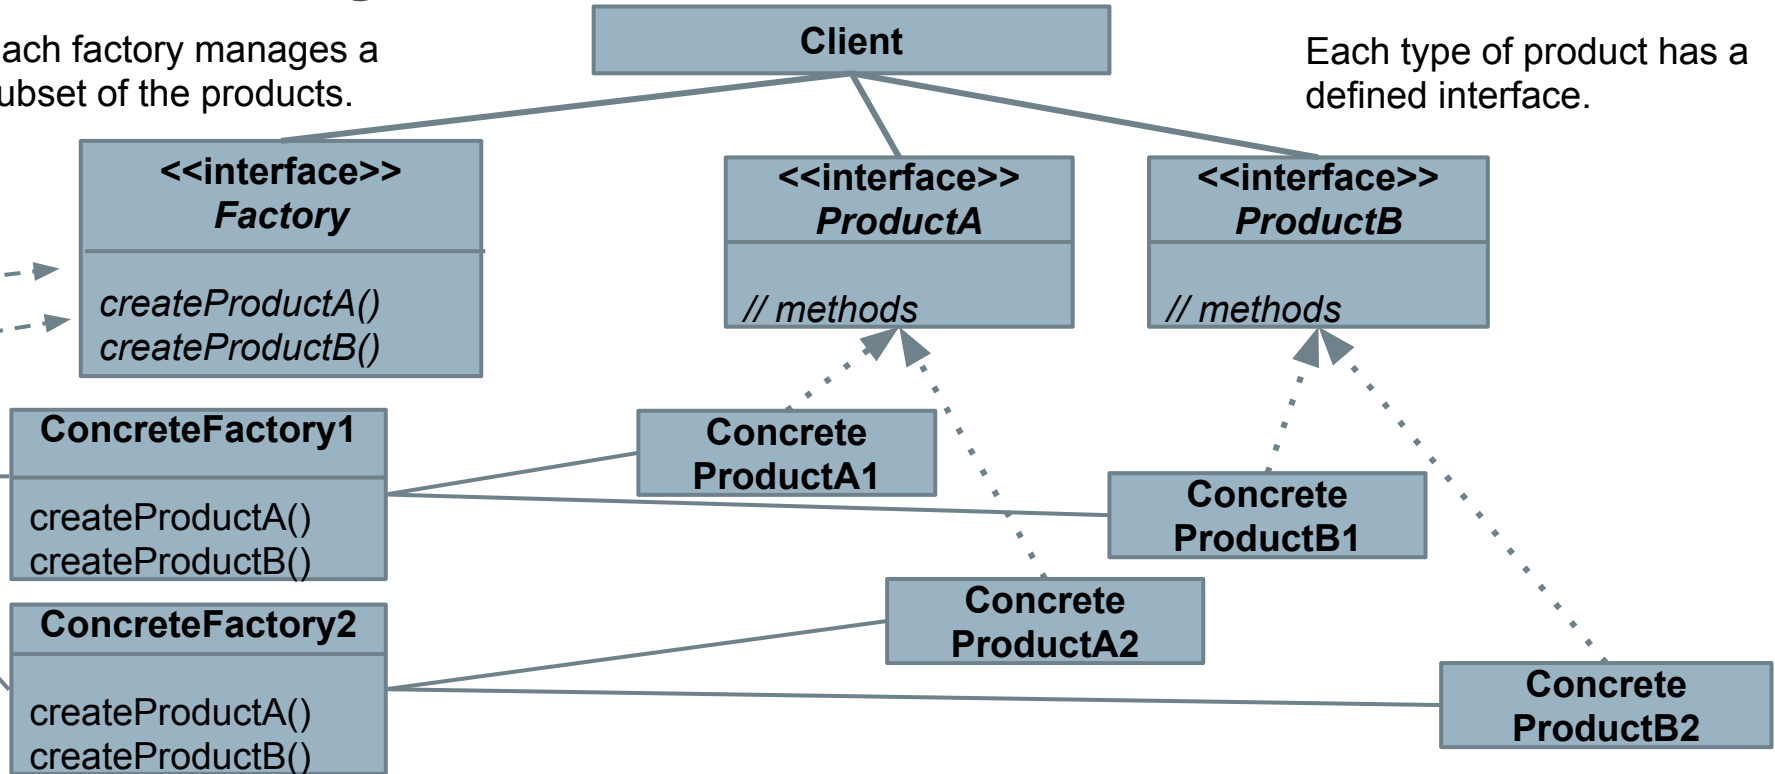 ach factory manages a
ubset of the products.
Client
Each type of product has a
defined interface.
<<interface>>
Factory
createProductA()
createProductB()
<<interface>>
ProductA
// methods
<<interface>>
ProductB
// methods
ConcreteFactory1
createProductA()
createProductB()
Concrete
ProductA1
Concrete
ProductB1
ConcreteFactory2
createProductA()
createProductB()
Concrete
ProductA2
Concrete
ProductB2